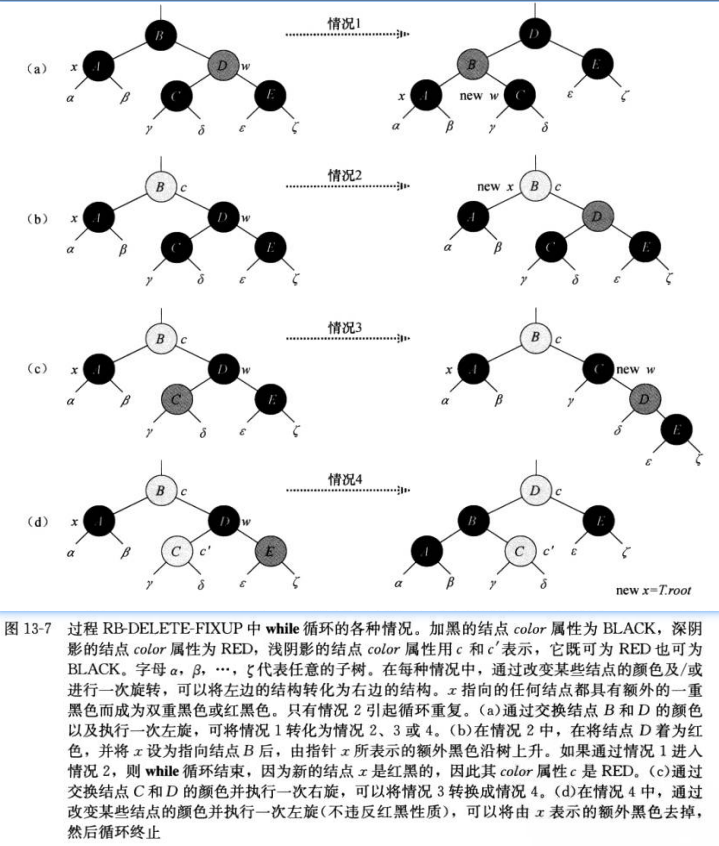 情况1
B
D
(a)
x
A
D
w
B
E
C
E
x
A
new w
C
α
β
ε
ζ
γ
δ
ε
ζ
α
β
γ
δ
情况2
B
c
new x
B
c
(b)
x
A
D
w
A
D
α
β
C
E
α
β
C
E
γ
δ
ε
ζ
γ
δ
ε
ζ
情况3
B
c
B
c
(c)
x
A
D
w
x
A
C
new w
α
β
C
E
α
β
γ
D
γ
δ
ε
ζ
δ
E
ε
ζ
情况4
B
c
D
c
(d)
x
A
D
w
B
E
α
β
C
c′
E
A
C
c′
ε
ζ
γ
δ
ε
ζ
α
β
γ
δ
new x=T.root
图 13-7 过程 RB-DELETE-FIXUP 中 while 循环的各种情况。加黑的结点 color 属性为 BLACK，深阴
影的结点 color 属性为 RED，浅阴影的结点 color 属性用 c 和 c′表示，它既可为 RED 也可为
BLACK。字母 α，β，…，ζ 代表任意的子树。在每种情况中，通过改变某些结点的颜色及/或
进行一次旋转，可以将左边的结构转化为右边的结构。x 指向的任何结点都具有额外的一重
黑色而成为双重黑色或红黑色。只有情况 2 引起循环重复。(a)通过交换结点 B 和 D 的颜色
以及执行一次左旋，可将情况 1 转化为情况 2、3 或 4。(b)在情况 2 中，在将结点 D 着为红
色，并将 x 设为指向结点 B 后，由指针 x 所表示的额外黑色沿树上升。如果通过情况 1 进入
情况 2，则 while 循环结束，因为新的结点 x 是红黑的，因此其 color 属性 c 是 RED。(c)通过
交换结点 C 和 D 的颜色并执行一次右旋，可以将情况 3 转换成情况 4。(d)在情况 4 中，通过
改变某些结点的颜色并执行一次左旋(不违反红黑性质)，可以将由 x 表示的额外黑色去掉，
然后循环终止